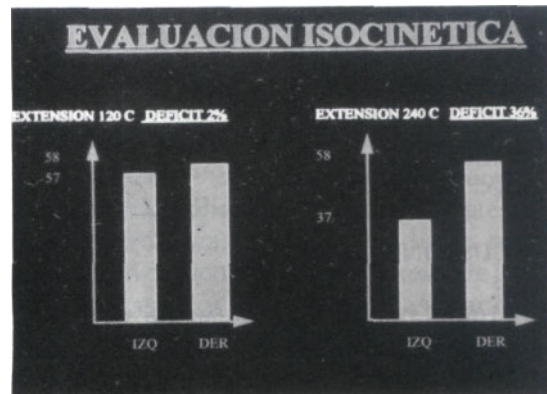 EVALUACION ISOCINETICA
EXTENSION 120 C DEFICIT 2%
58
57
IZQ DER
EXTENSION 240 C DEFICIT 36%
58
37
IZQ DER